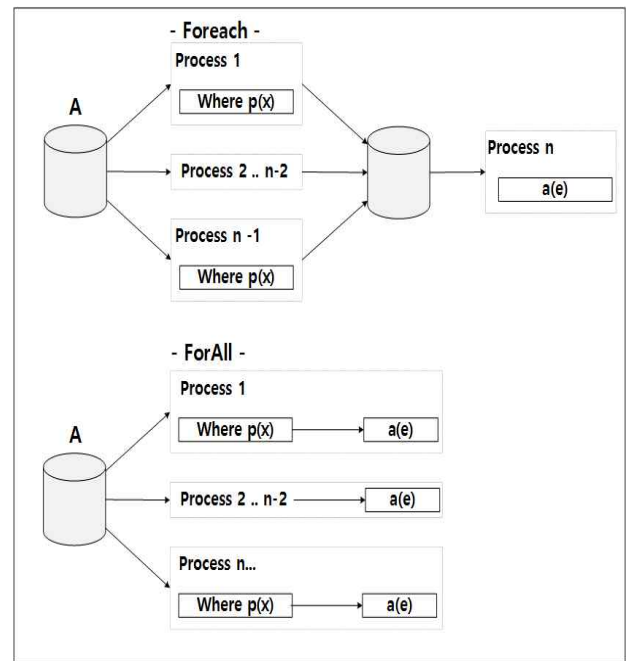 - Foreach -
Process 1
Where p(x)
A
Process 2 .. n-2
Process n -1
Where p(x)
Process n
a(e)
- ForAll -
Process 1
Where p(x)
a(e)
A
Process 2 .. n-2
a(e)
Process n...
Where p(x)
a(e)